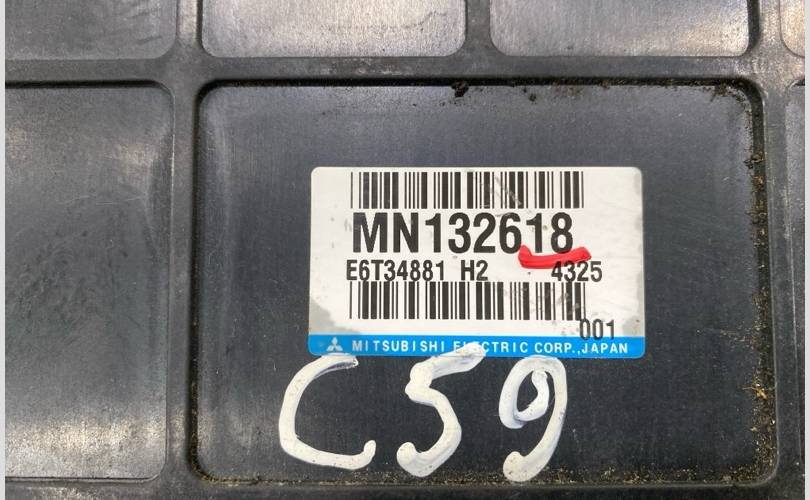 MN132618
E6T34881 H2 4325
001
MITSUBISHI ELECTRIC CORP., JAPAN
C59